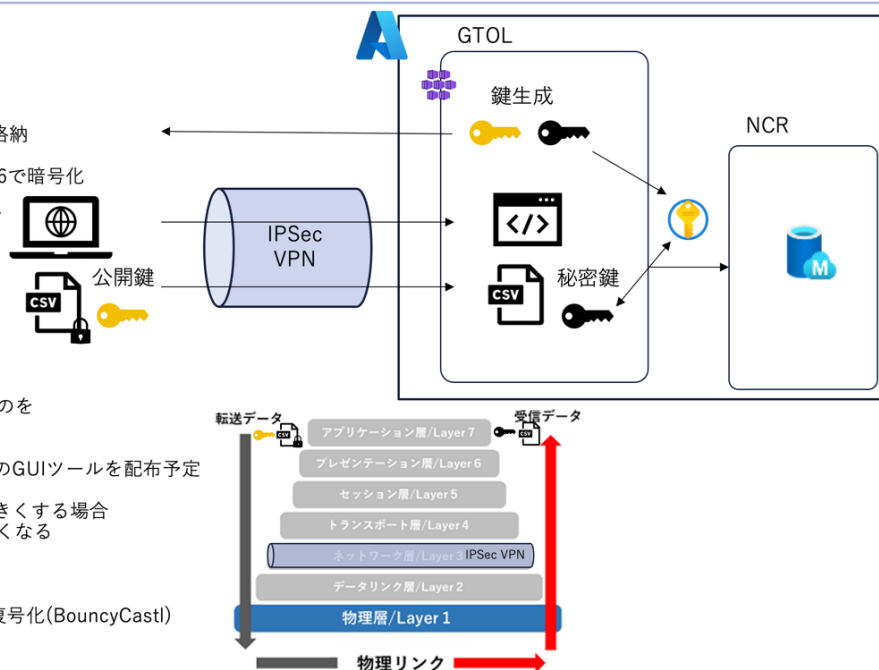 GTOL
鍵生成
格納
NCR
6で暗号化
IPSec
VPN
公開鍵
CSV
</>
CSV
秘密鍵
M
のを
転送データ
受信データ
CSV
アプリケーション層/Layer 7
CSV
のGUIツールを配布予定
プレゼンテーション層/Layer 6
セッション層/Layer 5
きくする場合
くなる
トランスポート層/Layer 4
ネットワーク層/Layer 3 IPSec VPN
データリンク層/Layer 2
復号化(BouncyCastl)
物理層/Layer 1
物理リンク